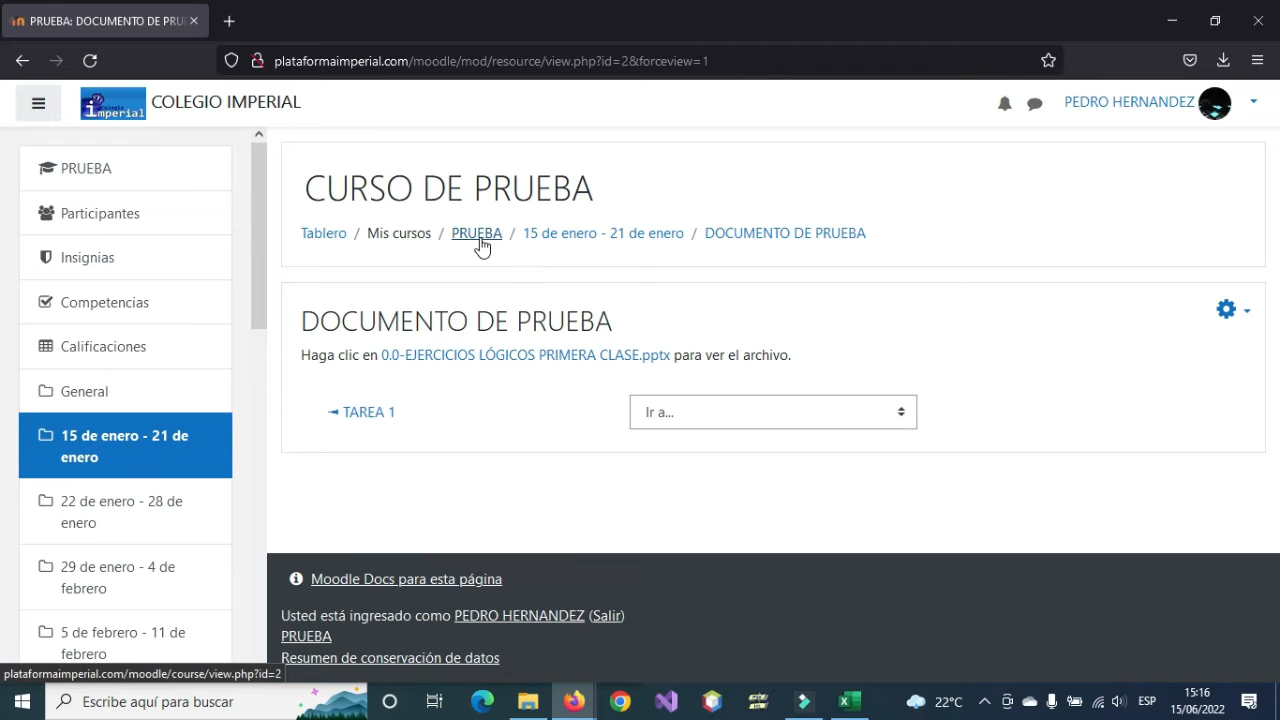 PRUEBA: DOCUMENTO DE PRUE
plataformaimperial.com/moodle/mod/resource/view.php?id=2&forceview=1
Colegio
imperial
COLEGIO IMPERIAL
PEDRO HERNANDEZ
PRUEBA
Participantes
Insignias
Competencias
Calificaciones
General
15 de enero - 21 de
enero
22 de enero - 28 de
enero
29 de enero - 4 de
febrero
5 de febrero - 11 de
febrero
CURSO DE PRUEBA
Tablero / Mis cursos / PRUEBA / 15 de enero - 21 de enero / DOCUMENTO DE PRUEBA
DOCUMENTO DE PRUEBA
Haga clic en 0.0-EJERCICIOS LÓGICOS PRIMERA CLASE.pptx para ver el archivo.
◄ TAREA 1
Ir a...
Moodle Docs para esta página
Usted está ingresado como PEDRO HERNANDEZ (Salir)
PRUEBA
Resumen de conservación de datos
plataformaimperial.com/moodle/course/view.php?id=2
Escribe aquí para buscar
22°C
ESP
15:16
15/06/2022